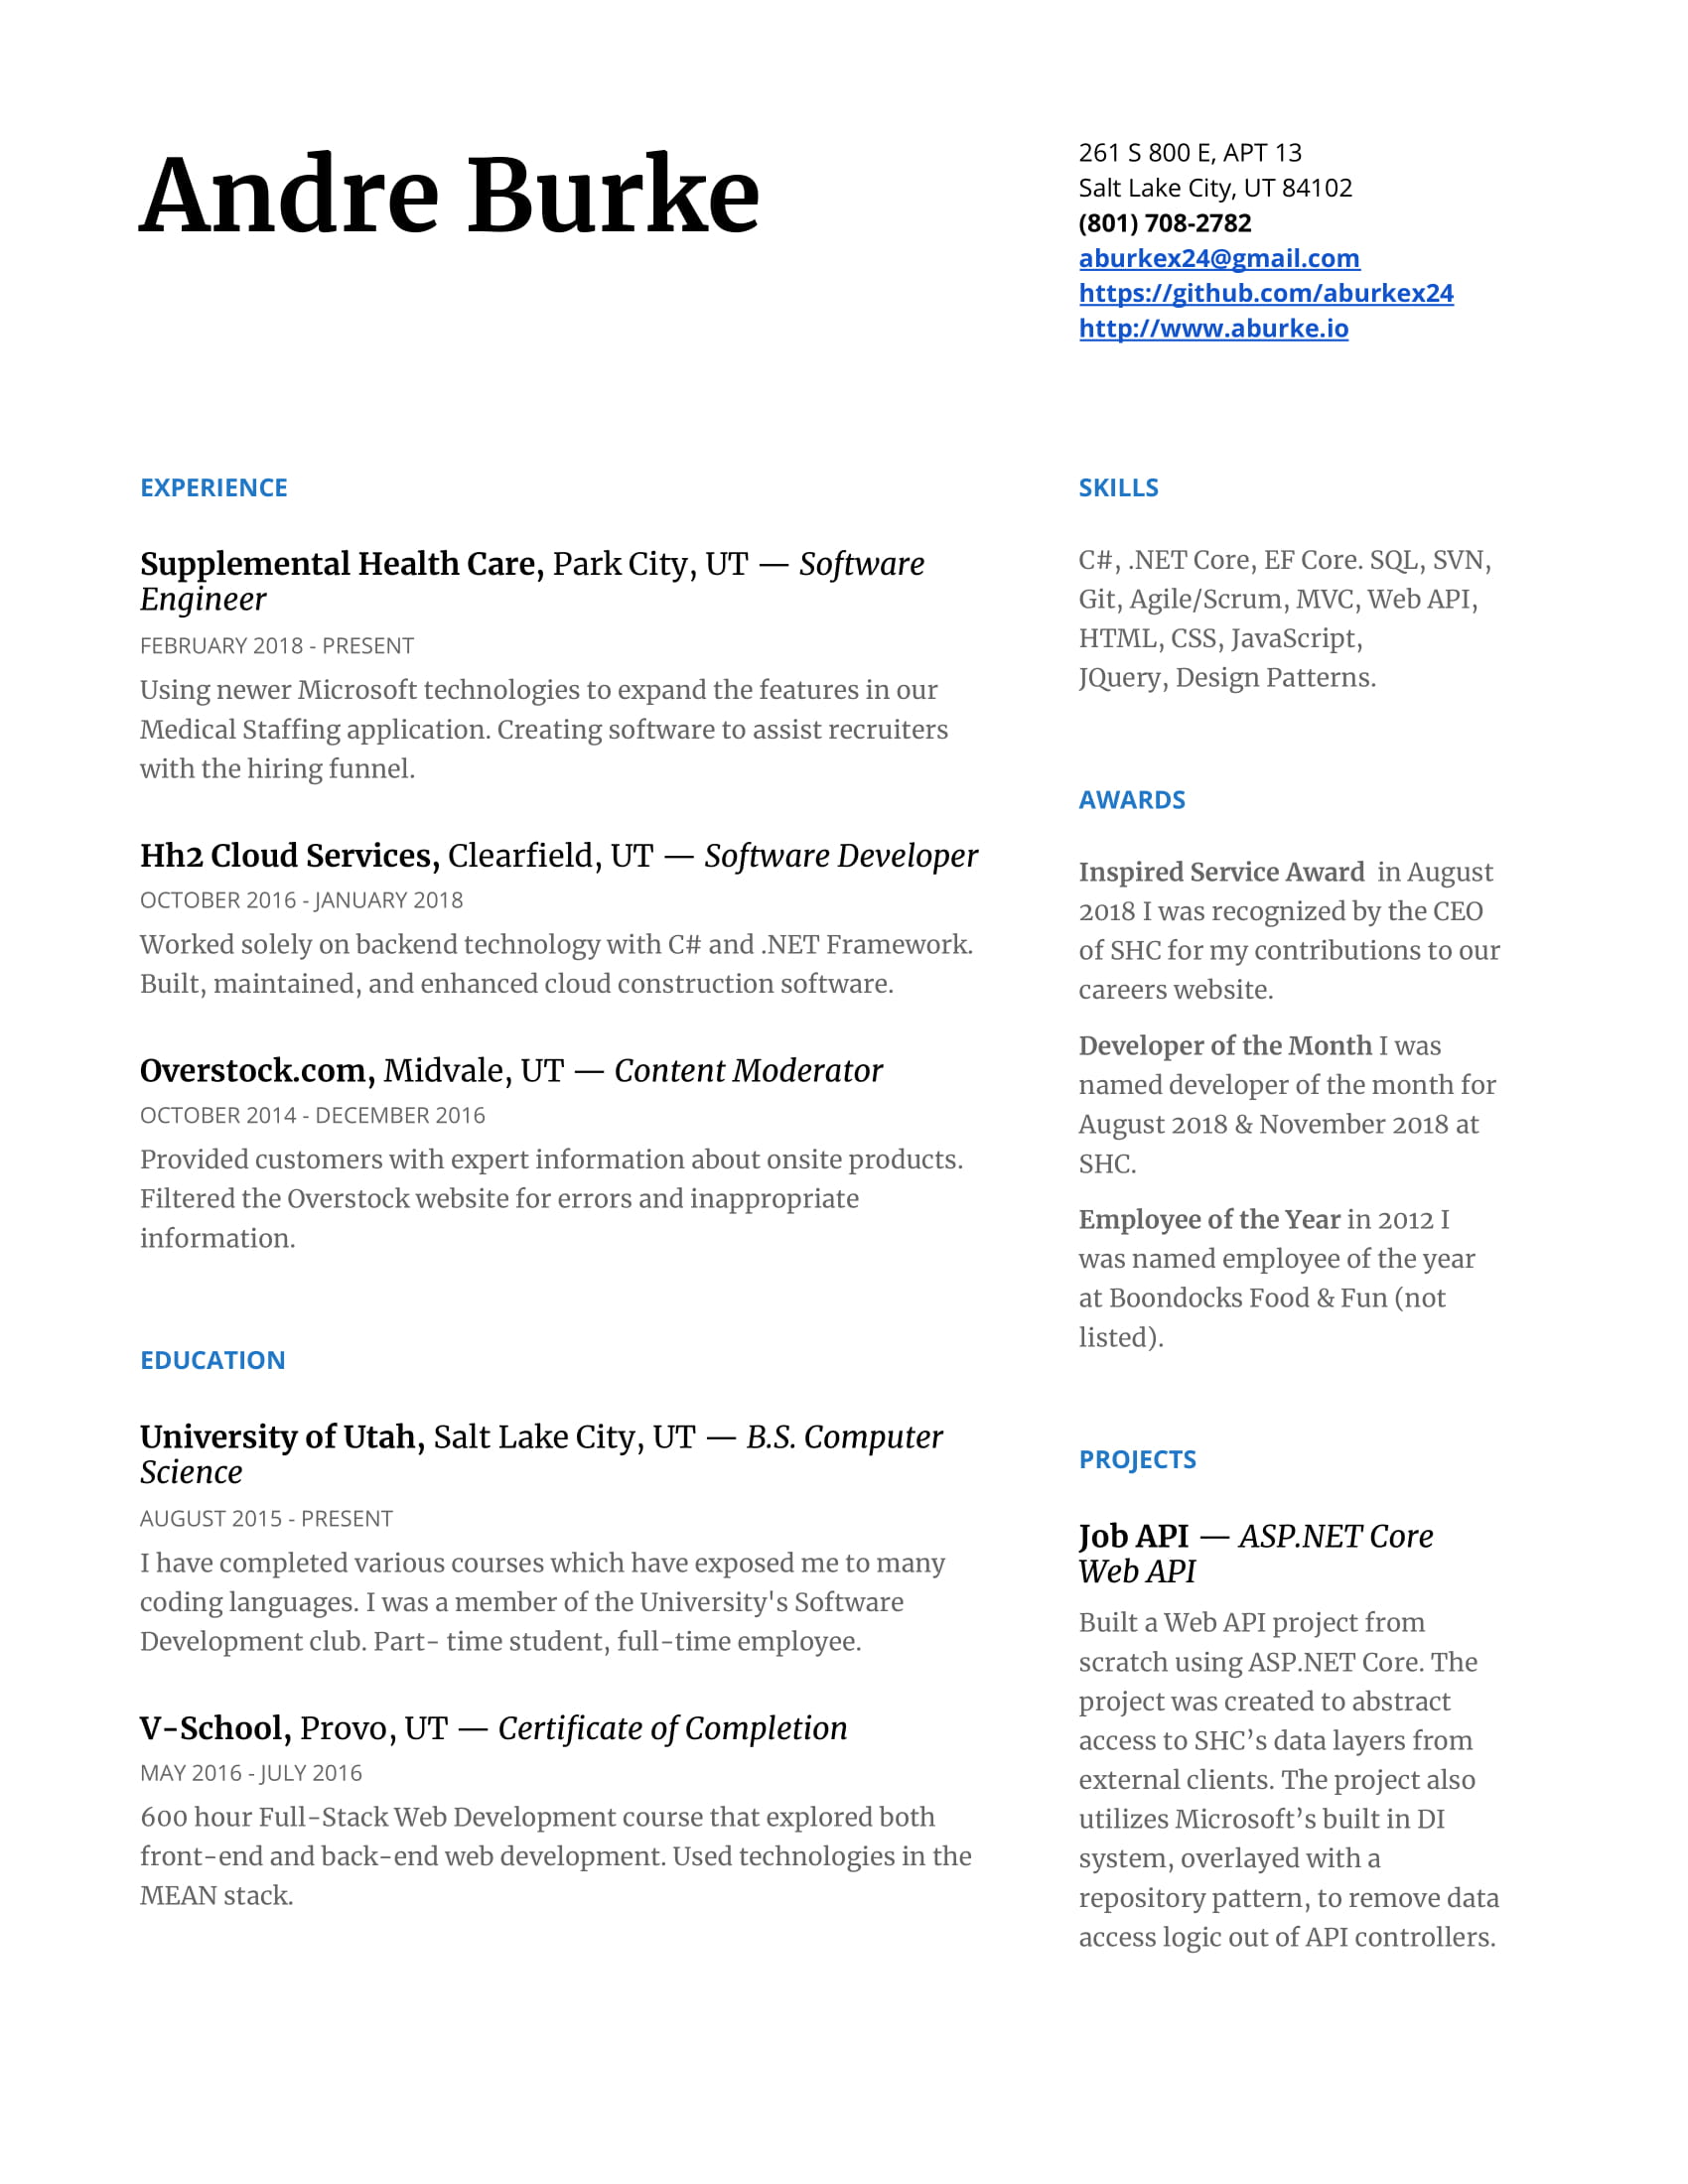 Andre Burke
261 S 800 E, APT 13
Salt Lake City, UT 84102
(801) 708-2782
aburkex24@gmail.com
https://github.com/aburkex24
http://www.aburke.io
EXPERIENCE
Supplemental Health Care, Park City, UT — Software
Engineer
FEBRUARY 2018 - PRESENT
Using newer Microsoft technologies to expand the features in our
Medical Staffing application. Creating software to assist recruiters
with the hiring funnel.
Hh2 Cloud Services, Clearfield, UT — Software Developer
OCTOBER 2016 - JANUARY 2018
Worked solely on backend technology with C# and .NET Framework.
Built, maintained, and enhanced cloud construction software.
Overstock.com, Midvale, UT — Content Moderator
OCTOBER 2014 - DECEMBER 2016
Provided customers with expert information about onsite products.
Filtered the Overstock website for errors and inappropriate
information.
EDUCATION
University of Utah, Salt Lake City, UT — B.S. Computer
Science
AUGUST 2015 - PRESENT
I have completed various courses which have exposed me to many
coding languages. I was a member of the University's Software
Development club. Part- time student, full-time employee.
V-School, Provo, UT — Certificate of Completion
MAY 2016 - JULY 2016
600 hour Full-Stack Web Development course that explored both
front-end and back-end web development. Used technologies in the
MEAN stack.
SKILLS
C#, .NET Core, EF Core. SQL, SVN,
Git, Agile/Scrum, MVC, Web API,
HTML, CSS, JavaScript,
JQuery, Design Patterns.
AWARDS
Inspired Service Award in August
2018 I was recognized by the CEO
of SHC for my contributions to our
careers website.
Developer of the Month I was
named developer of the month for
August 2018 & November 2018 at
SHC.
Employee of the Year in 2012 I
was named employee of the year
at Boondocks Food & Fun (not
listed).
PROJECTS
Job API — ASP.NET Core
Web API
Built a Web API project from
scratch using ASP.NET Core. The
project was created to abstract
access to SHC’s data layers from
external clients. The project also
utilizes Microsoft’s built in DI
system, overlayed with a
repository pattern, to remove data
access logic out of API controllers.